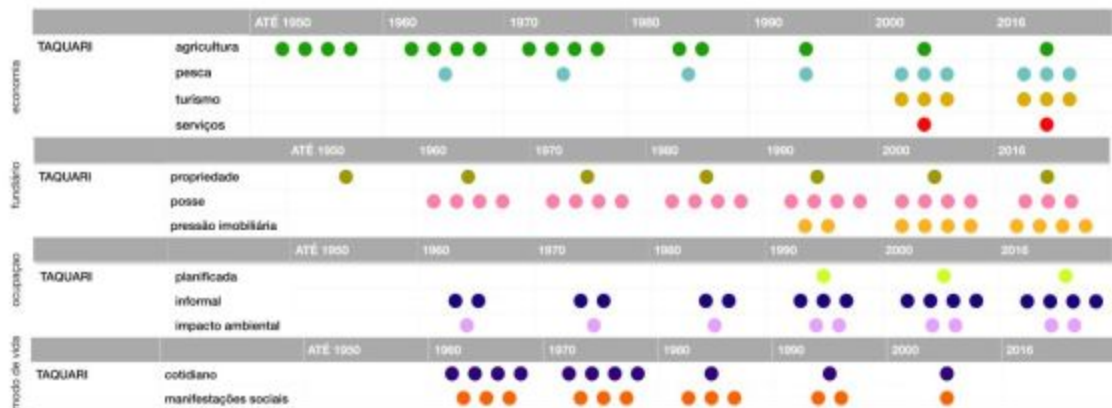 ATÉ 1950 1960 1970 1980 1990 2000 2016
economia
TAQUARI agricultura
pesca
turismo
serviços
ATÉ 1950 1960 1970 1980 1990 2000 2016
fundiário
TAQUARI propriedade
posse
pressão imobiliária
ATÉ 1950 1960 1970 1980 1990 2000 2016
ocupaçao
TAQUARI planificada
informal
impacto ambiental
ATÉ 1950 1960 1970 1980 1990 2000 2016
modo de vida
TAQUARI cotidiano
manifestações sociais